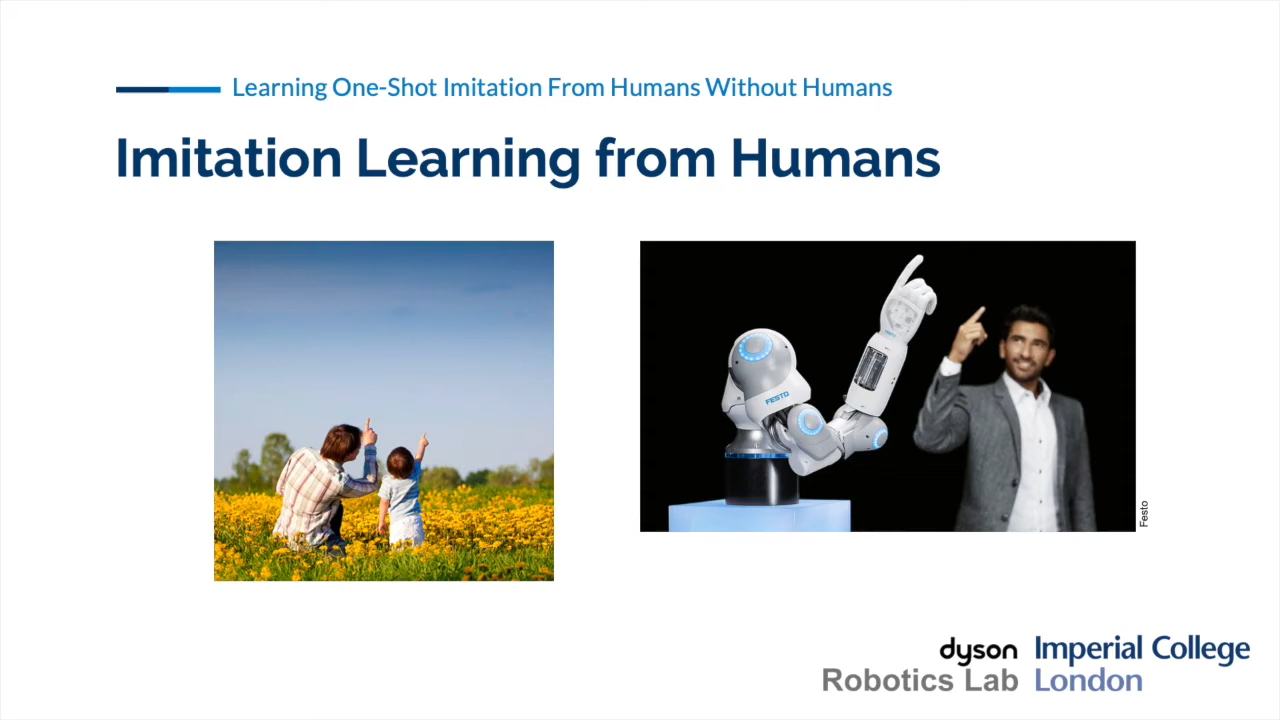 Learning One-Shot Imitation From Humans Without Humans
Imitation Learning from Humans
FESTO
Festo
dyson Imperial College
Robotics Lab London